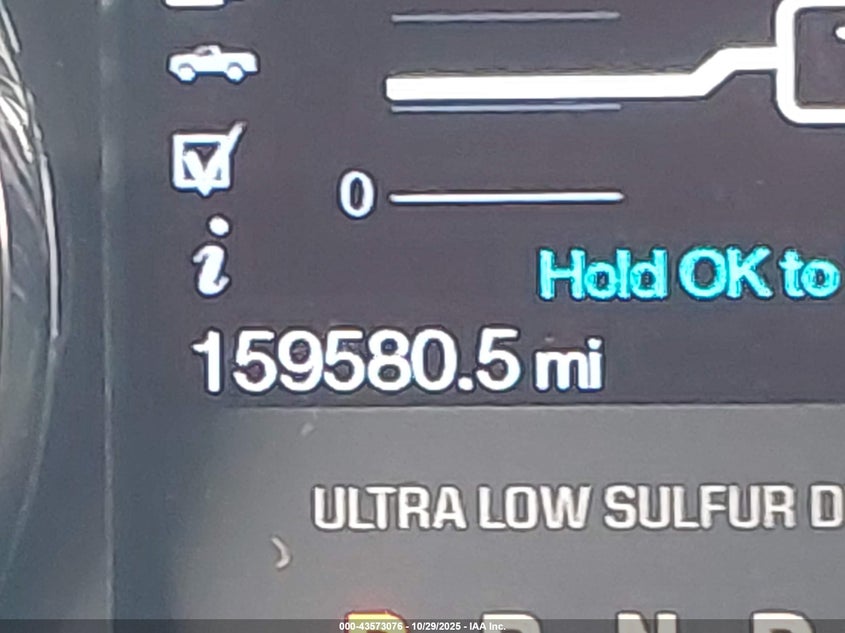 0
Hold OK to
159580.5 mi
ULTRA LOW SULFUR D
R N D
000-43573076 - 10/29/2025 - IAA Inc.